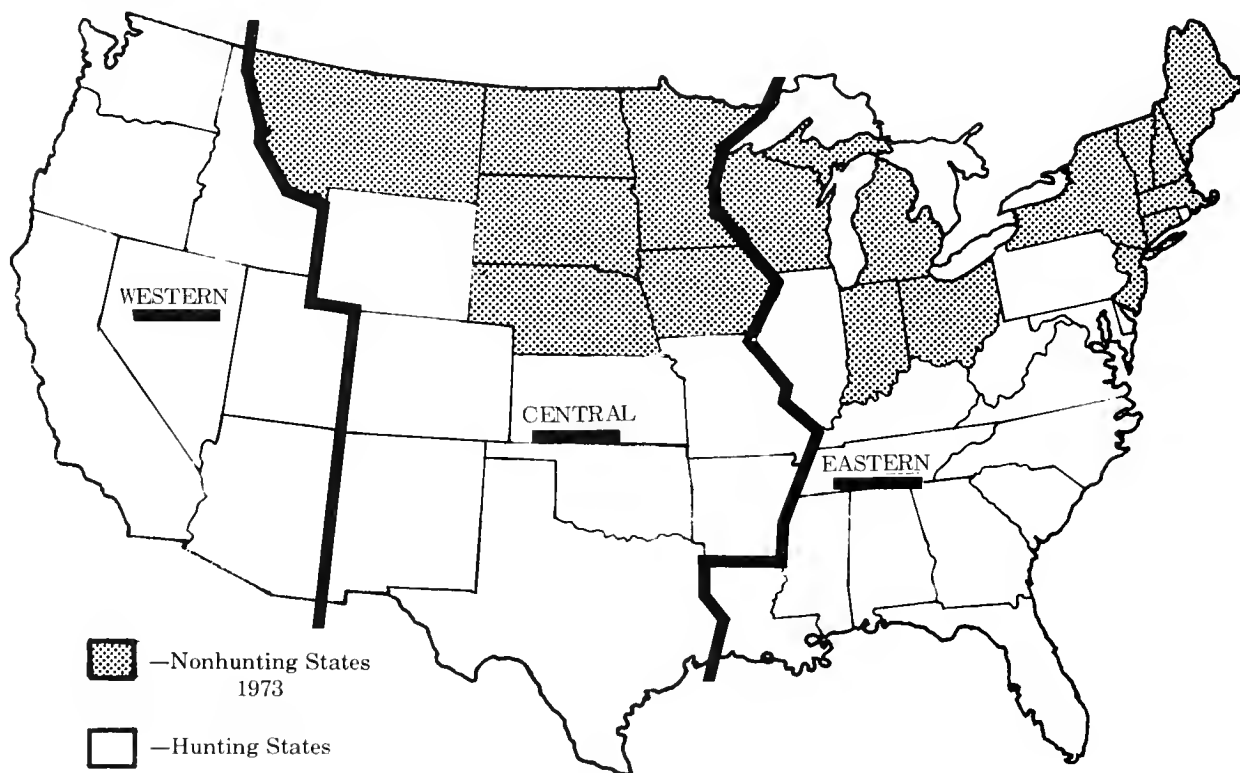 WESTERN
CENTRAL
EASTERN
—Nonhunting States
1973
—Hunting States